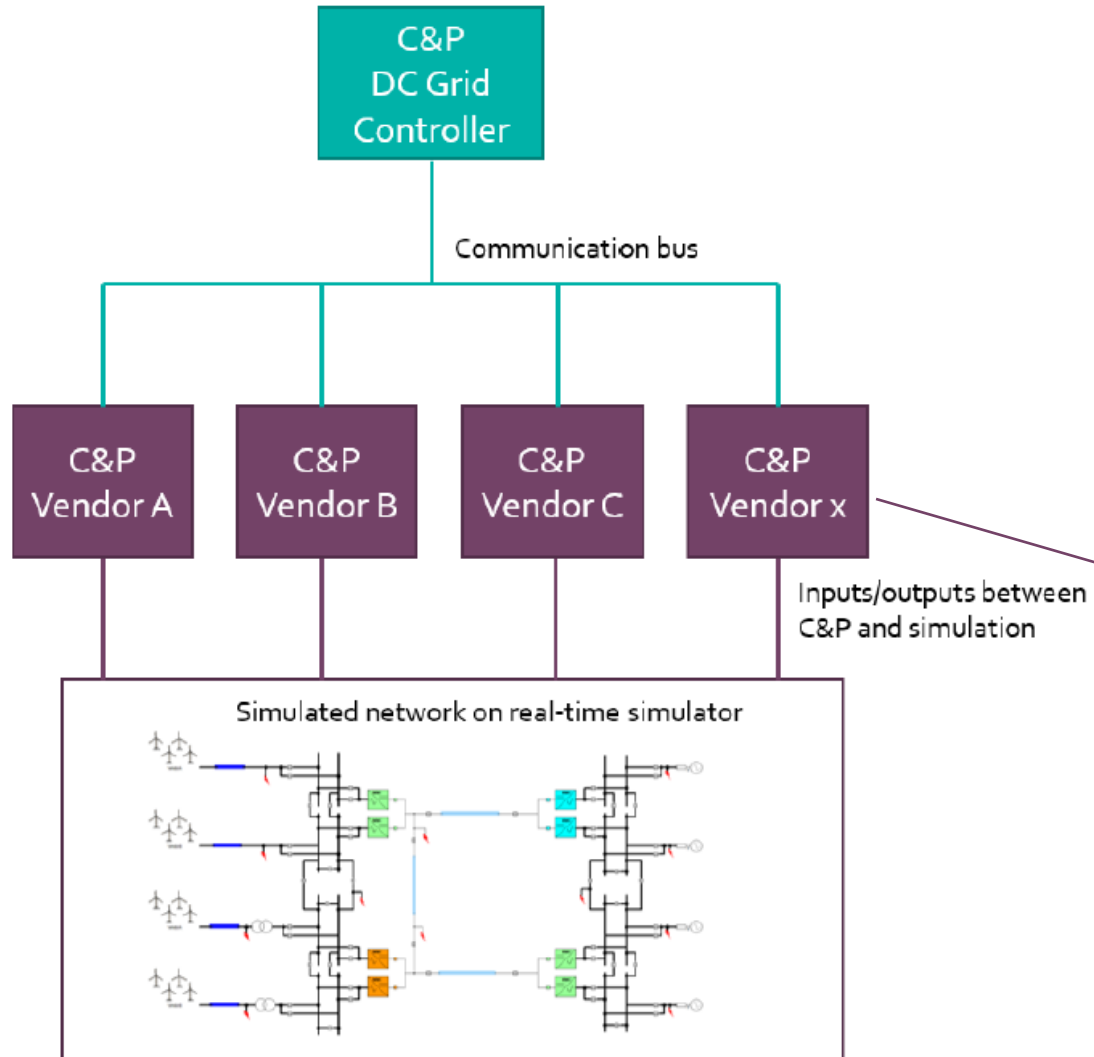 C&P
DC Grid
Controller
Communication bus
C&P
Vendor A
C&P
Vendor B
C&P
Vendor C
C&P
Vendor x
Inputs/outputs between
C&P and simulation
Simulated network on real-time simulator